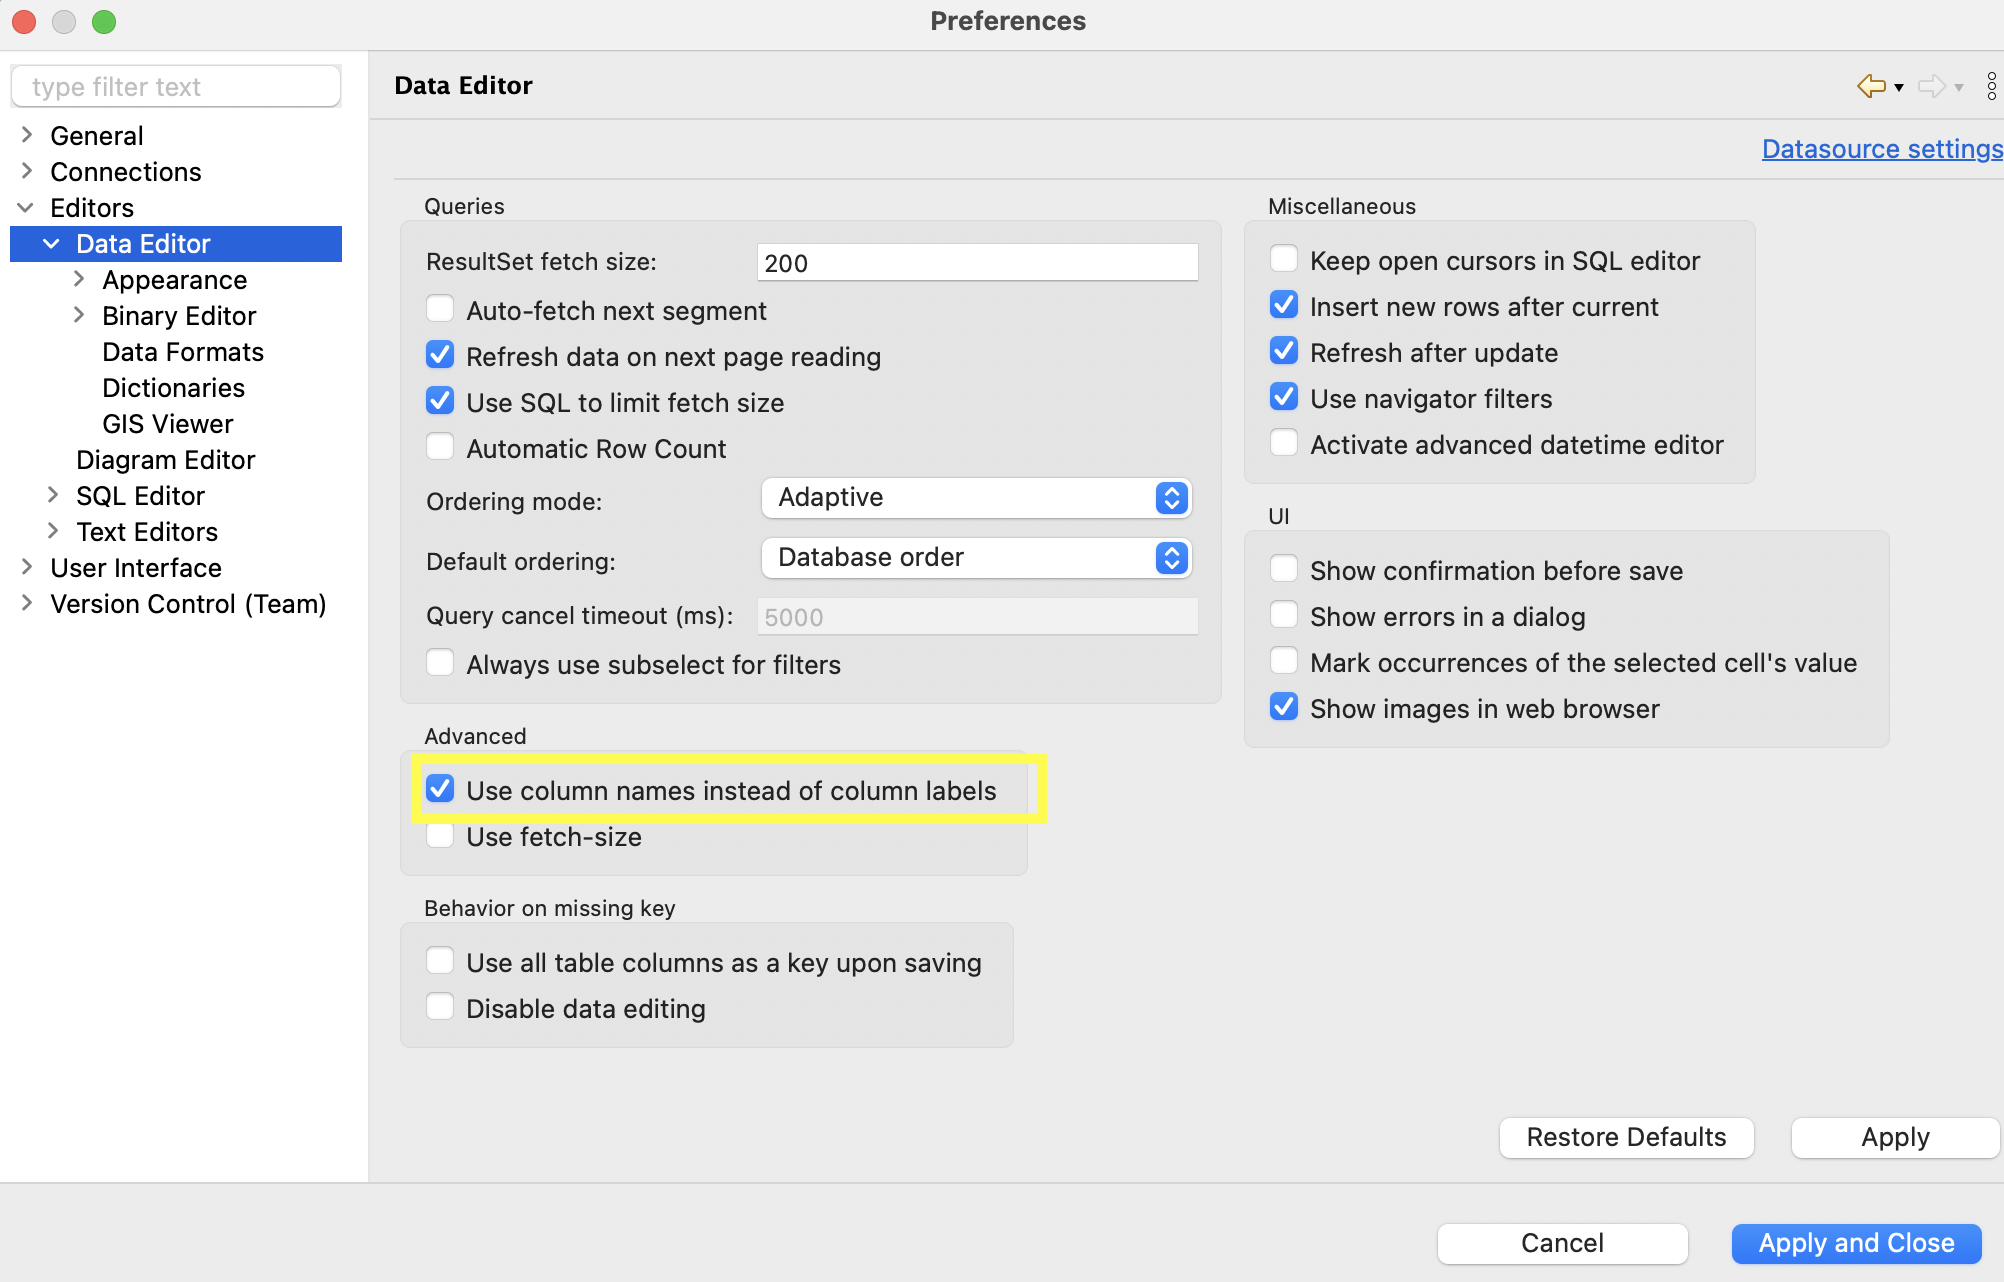 Preferences
type filter text
General
Connections
Editors
Data Editor
Appearance
Binary Editor
Data Formats
Dictionaries
GIS Viewer
Diagram Editor
SQL Editor
Text Editors
User Interface
Version Control (Team)
Data Editor
Datasource settings
Queries
ResultSet fetch size: 200
Auto-fetch next segment
Refresh data on next page reading
Use SQL to limit fetch size
Automatic Row Count
Ordering mode: Adaptive
Default ordering: Database order
Query cancel timeout (ms): 5000
Always use subselect for filters
Advanced
Use column names instead of column labels
Use fetch-size
Behavior on missing key
Use all table columns as a key upon saving
Disable data editing
Miscellaneous
Keep open cursors in SQL editor
Insert new rows after current
Refresh after update
Use navigator filters
Activate advanced datetime editor
UI
Show confirmation before save
Show errors in a dialog
Mark occurrences of the selected cell's value
Show images in web browser
Restore Defaults
Apply
Cancel
Apply and Close